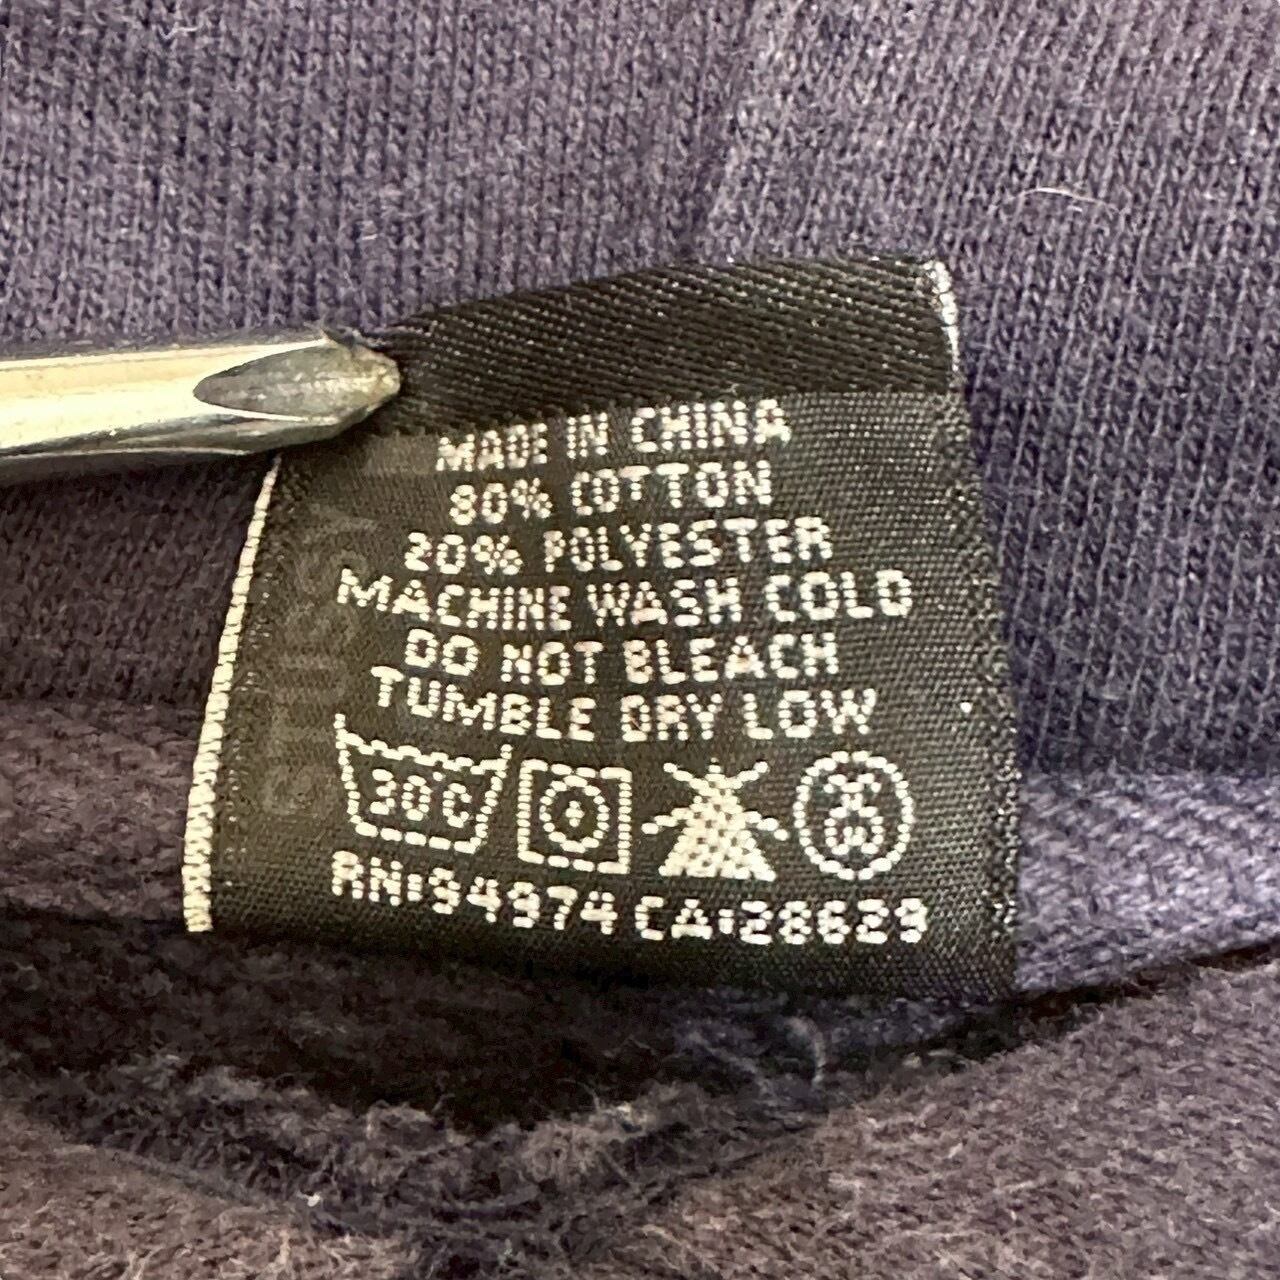 MADE IN CHINA
80% COTTON
20% POLYESTER
MACHINE WASH COLD
DO NOT BLEACH
TUMBLE DRY LOW
30°C
RN:94974 CA:28629